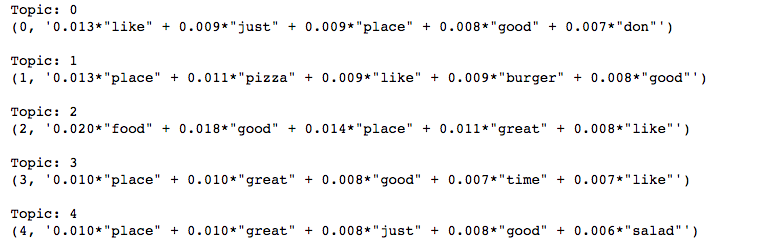 Topic: 0
(0, '0.013*"like" + 0.009*"just" + 0.009*"place" + 0.008*"good" + 0.007*"don"')
Topic: 1
(1, '0.013*"place" + 0.011*"pizza" + 0.009*"like" + 0.009*"burger" + 0.008*"good"')
Topic: 2
(2, '0.020*"food" + 0.018*"good" + 0.014*"place" + 0.011*"great" + 0.008*"like"')
Topic: 3
(3, '0.010*"place" + 0.010*"great" + 0.008*"good" + 0.007*"time" + 0.007*"like"')
Topic: 4
(4, '0.010*"place" + 0.010*"great" + 0.008*"just" + 0.008*"good" + 0.006*"salad"')